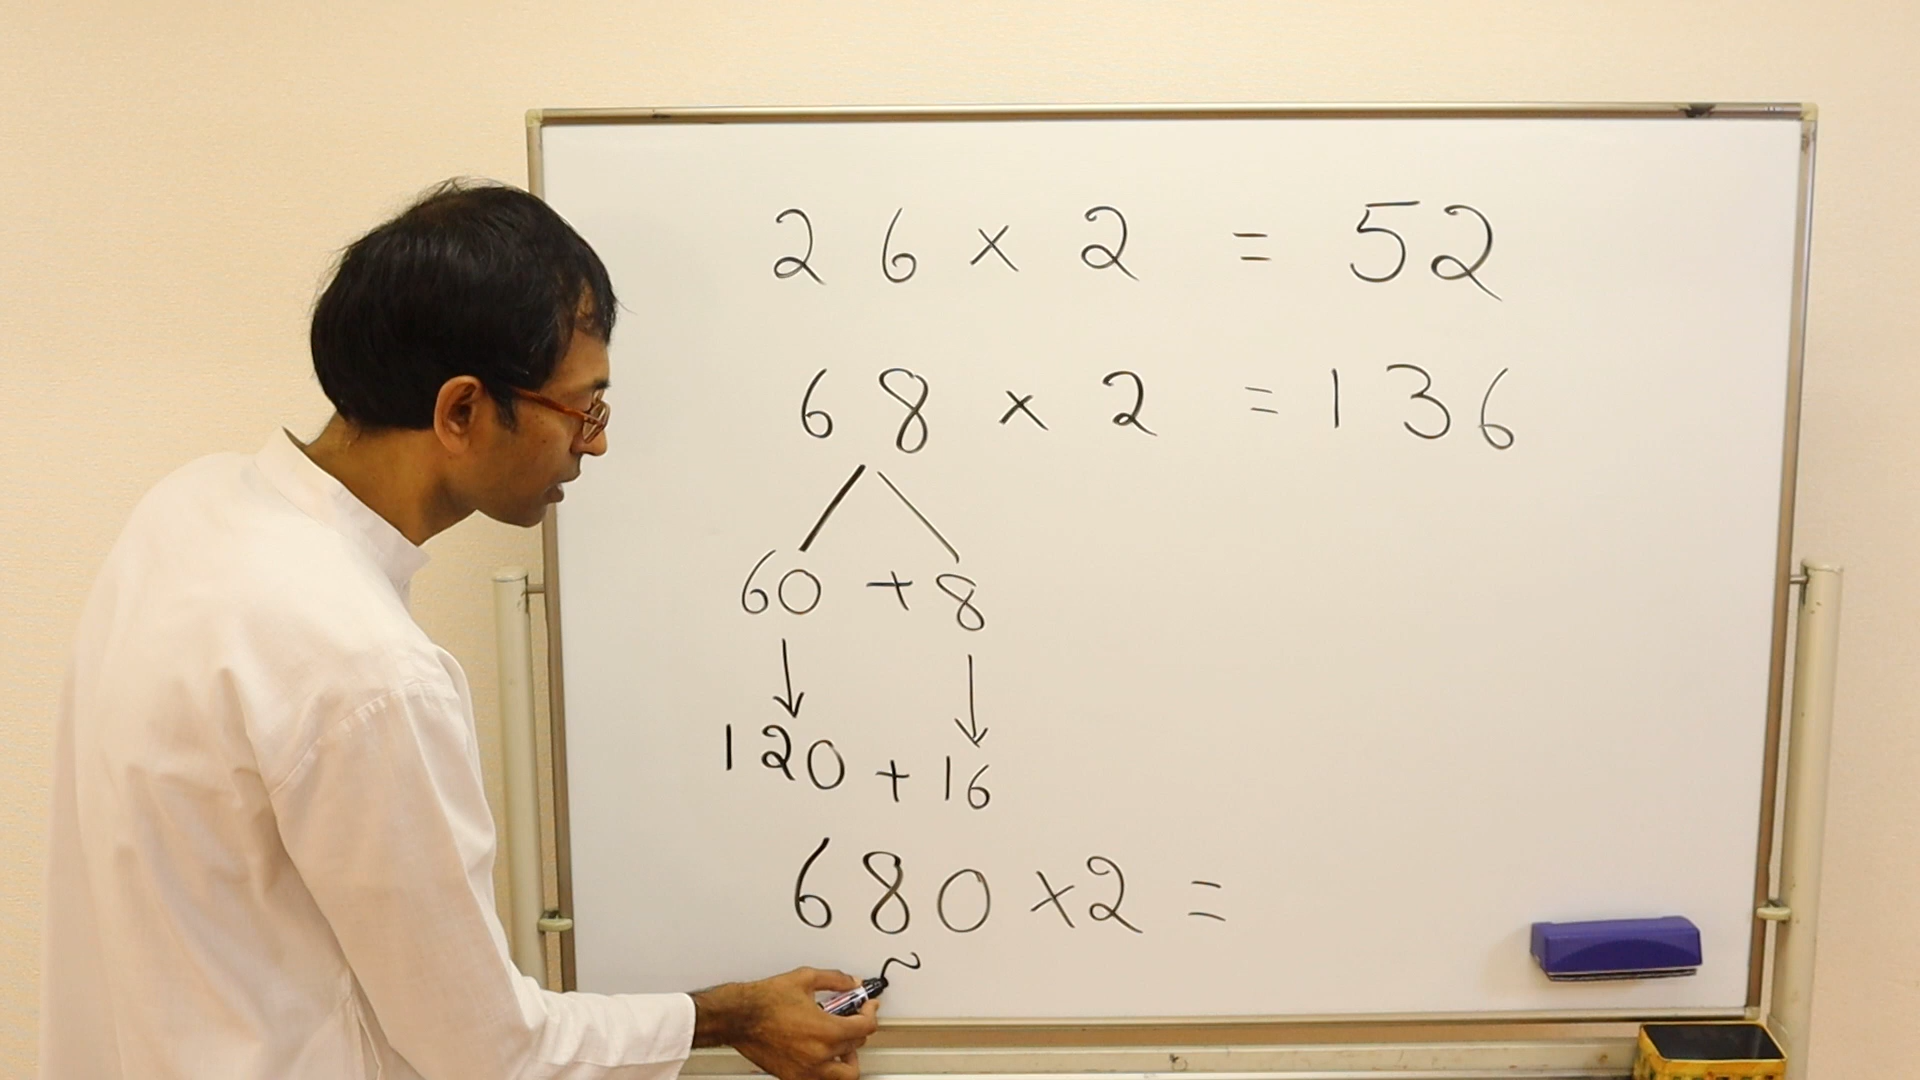 26 × 2 = 52
68 × 2 = 136
60 + 8
120 + 16
680 × 2 =